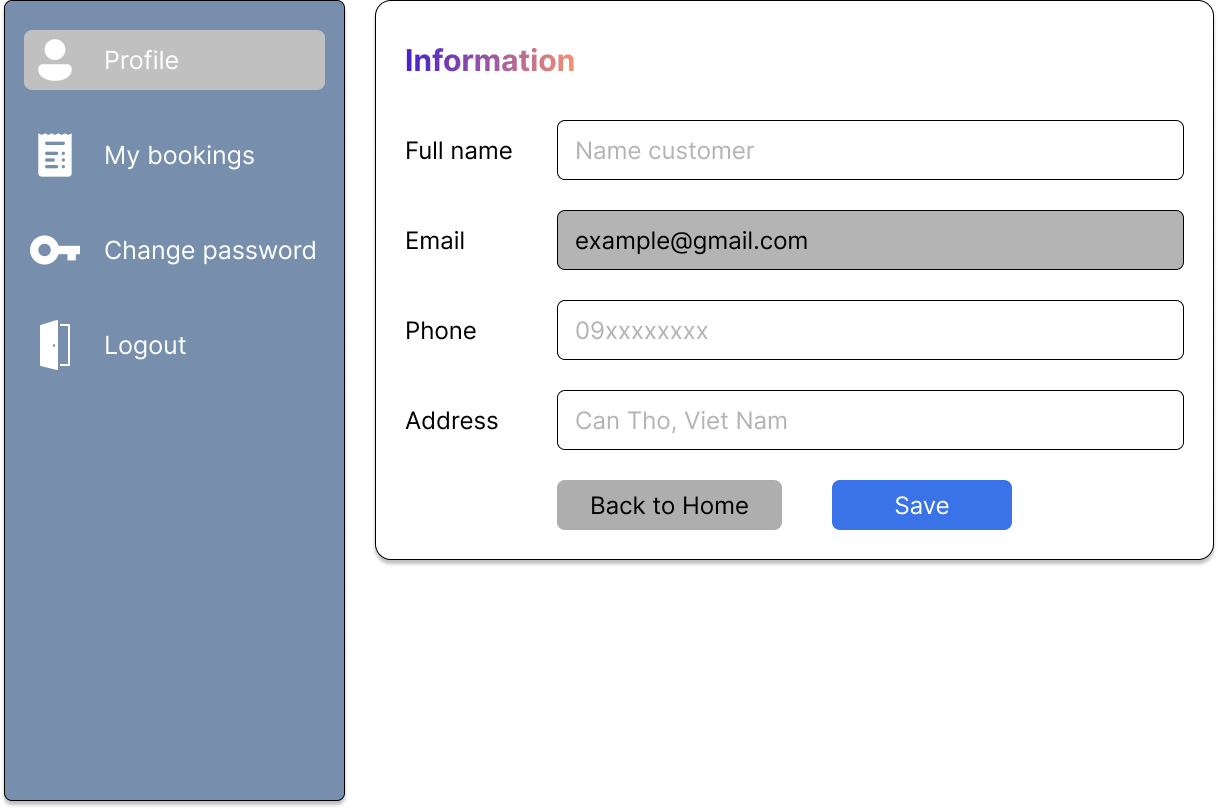 Profile
My bookings
Change password
Logout
Information
Full name
Name customer
Email
example@gmail.com
Phone
09xxxxxxxx
Address
Can Tho, Viet Nam
Back to Home
Save